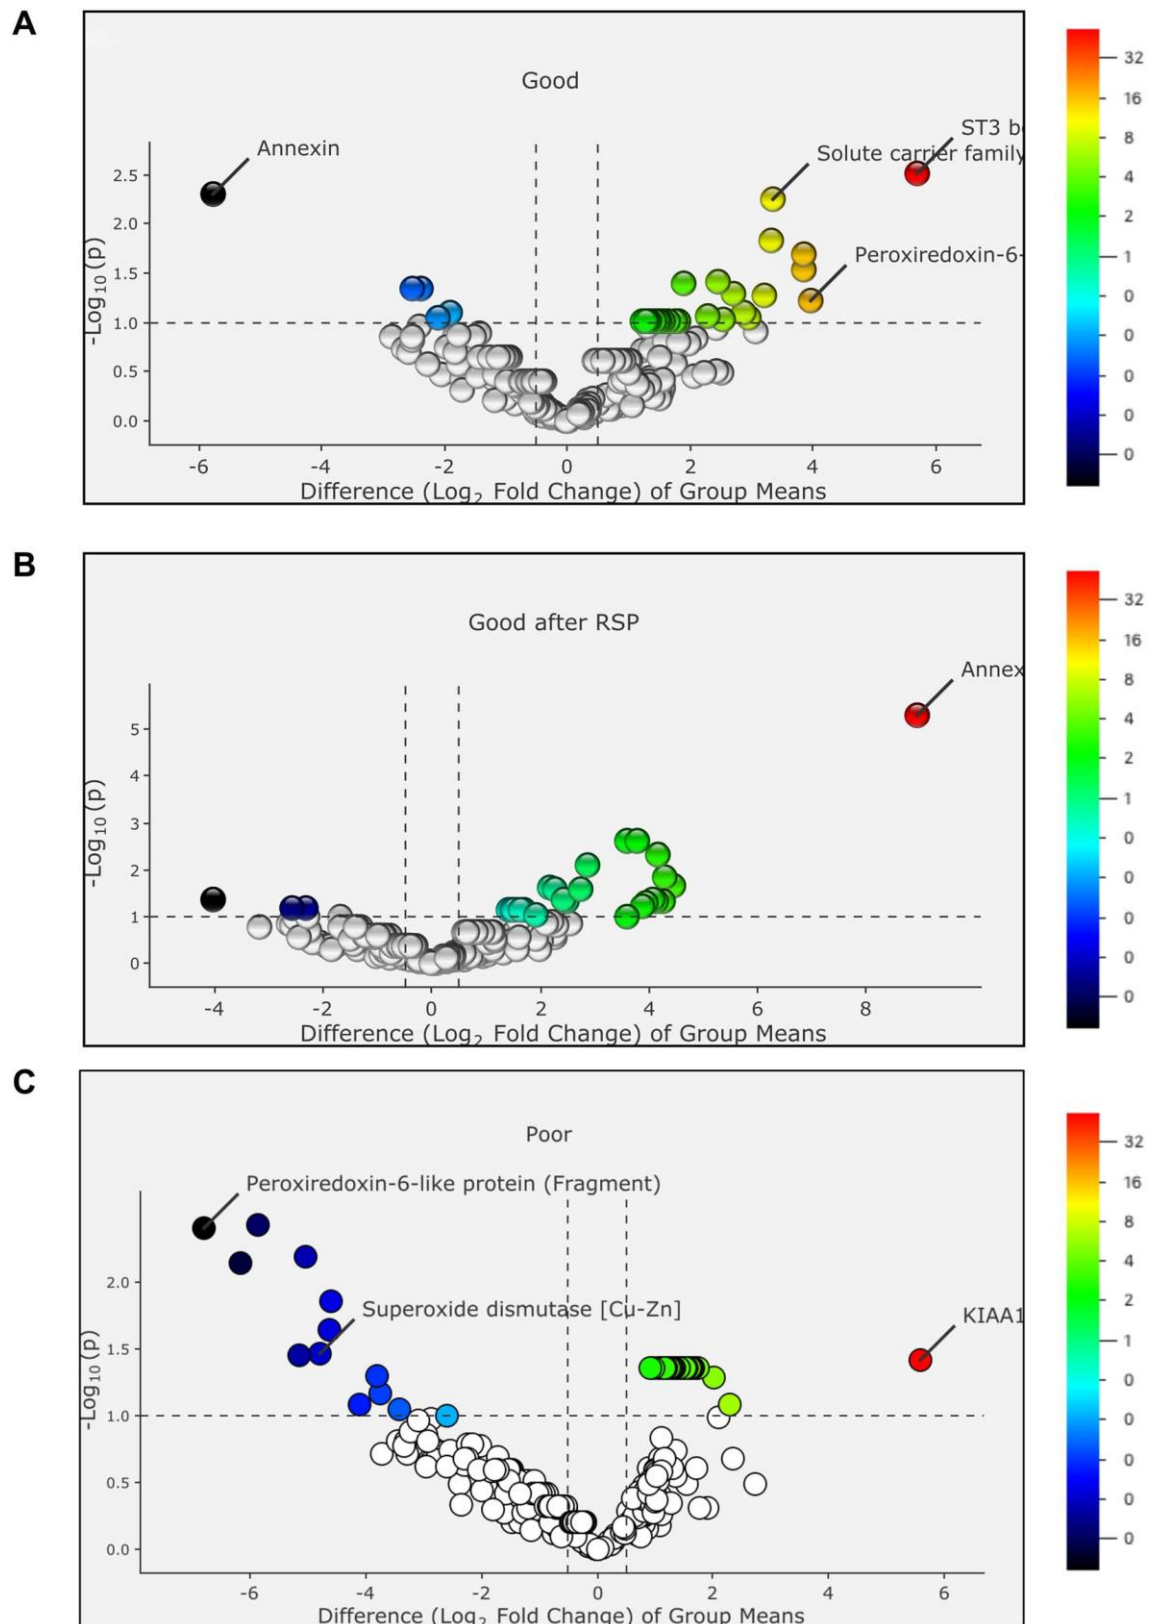 A
Good
Annexin
ST3 b
Solute carrier family
Peroxiredoxin-6-
2.5
2.0
1.5
1.0
0.5
0.0
-Log10 (p)
-6 -4 -2 0 2 4 6
Difference (Log2 Fold Change) of Group Means
32
16
8
4
2
1
0
0
0
0
0
B
Good after RSP
Annex
5
4
3
2
1
0
-Log10 (p)
-4 -2 0 2 4 6 8
Difference (Log2 Fold Change) of Group Means
32
16
8
4
2
1
0
0
0
0
0
C
Poor
Peroxiredoxin-6-like protein (Fragment)
Superoxide dismutase [Cu-Zn]
KIAA1
2.0
1.5
1.0
0.5
0.0
-Log10 (p)
-6 -4 -2 0 2 4 6
Difference (Log2 Fold Change) of Group Means
32
16
8
4
2
1
0
0
0
0
0